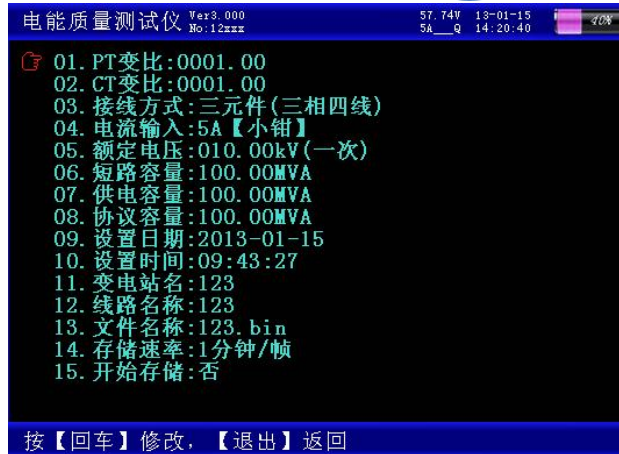 电能质量测试仪 Ver3.000 No:12xxx 57.74V 13-01-15 5A__Q 14:20:40 40%
01.PT变比:0001.00
02.CT变比:0001.00
03.接线方式:三元件(三相四线)
04.电流输入:5A【小钳】
05.额定电压:010.00kV(一次)
06.短路容量:100.00MVA
07.供电容量:100.00MVA
08.协议容量:100.00MVA
09.设置日期:2013-01-15
10.设置时间:09:43:27
11.变电站名:123
12.线路名称:123
13.文件名称:123.bin
14.存储速率:1分钟/帧
15.开始存储:否
按【回车】修改，【退出】返回